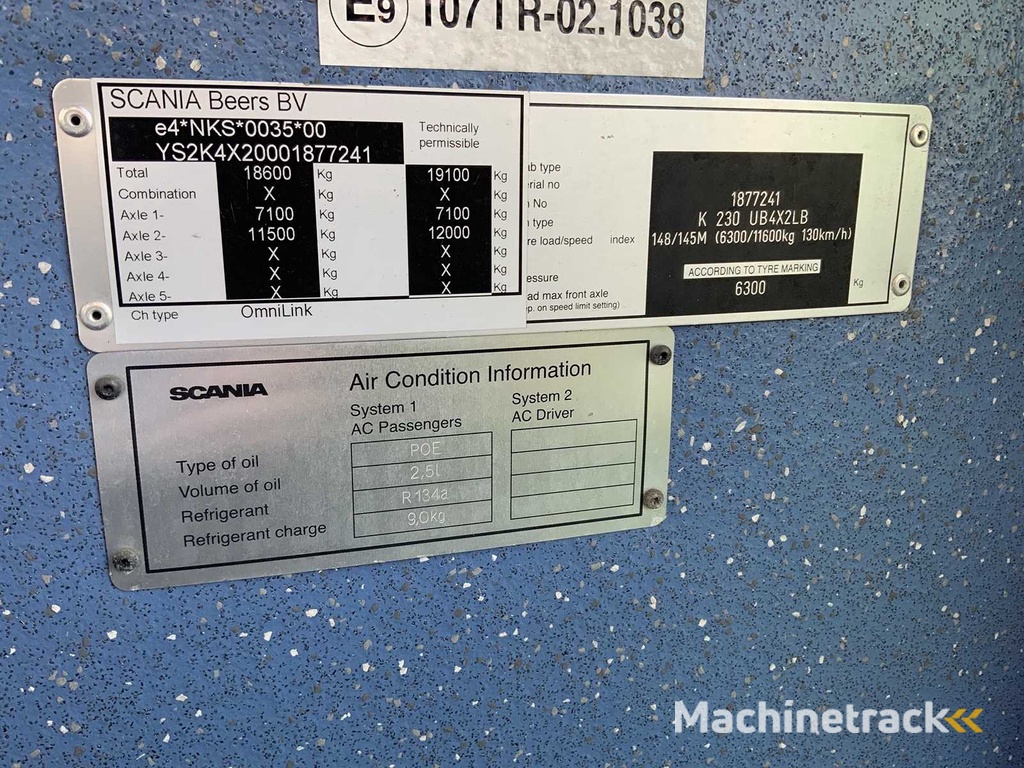 E9 107 I R-02.1038
SCANIA Beers BV
e4*NKS*0035*00
YS2K4X20001877241
Technically
permissible
Total 18600 Kg 19100 Kg
Combination X Kg X Kg
Axle 1- 7100 Kg 7100 Kg
Axle 2- 11500 Kg 12000 Kg
Axle 3- X Kg X Kg
Axle 4- X Kg X Kg
Axle 5- X Kg X Kg
Ch type OmniLink
type
rial no 1877241
No K 230 UB4X2LB
type
re load/speed index 148/145M (6300/11600kg 130km/h)
ACCORDING TO TYRE MARKING
ssure
ad max front axle 6300 Kg
p. on speed limit setting)
SCANIA
Air Condition Information
System 1 System 2
AC Passengers AC Driver
Type of oil POE
Volume of oil 2,5l
Refrigerant R134a
Refrigerant charge 9,0kg
Machinetrack